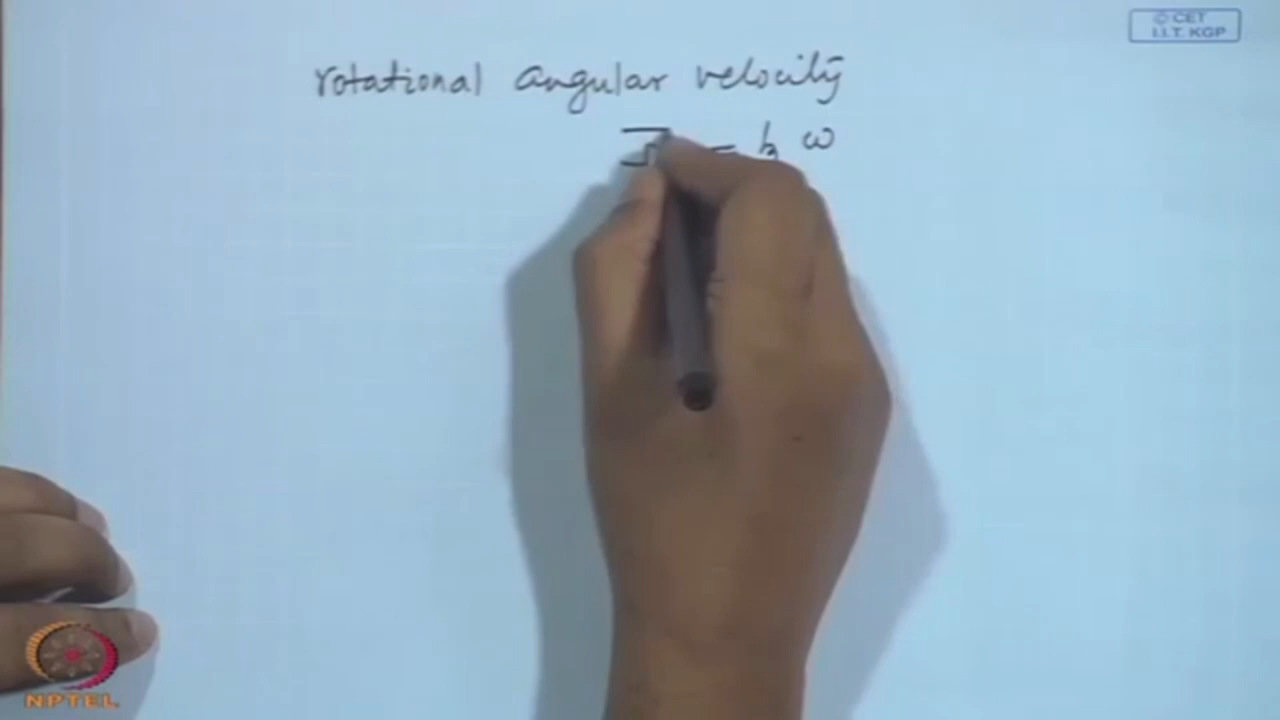 © CET
I.I.T. KGP
rotational angular velocity
= ω
NPTEL